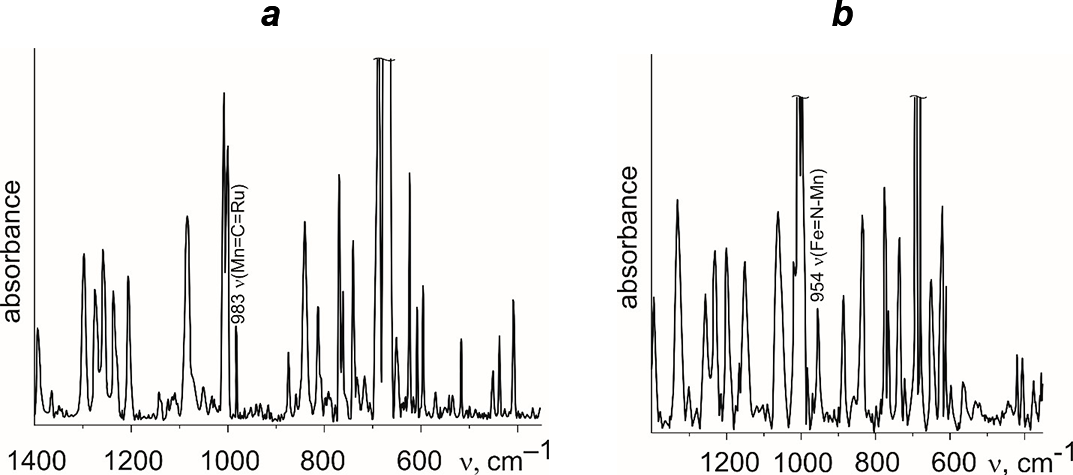 a
b
absorbance
983 ν(Mn=C=Ru)
1400 1200 1000 800 600 ν, cm⁻¹
absorbance
954 ν(Fe=N-Mn)
1200 1000 800 600 ν, cm⁻¹